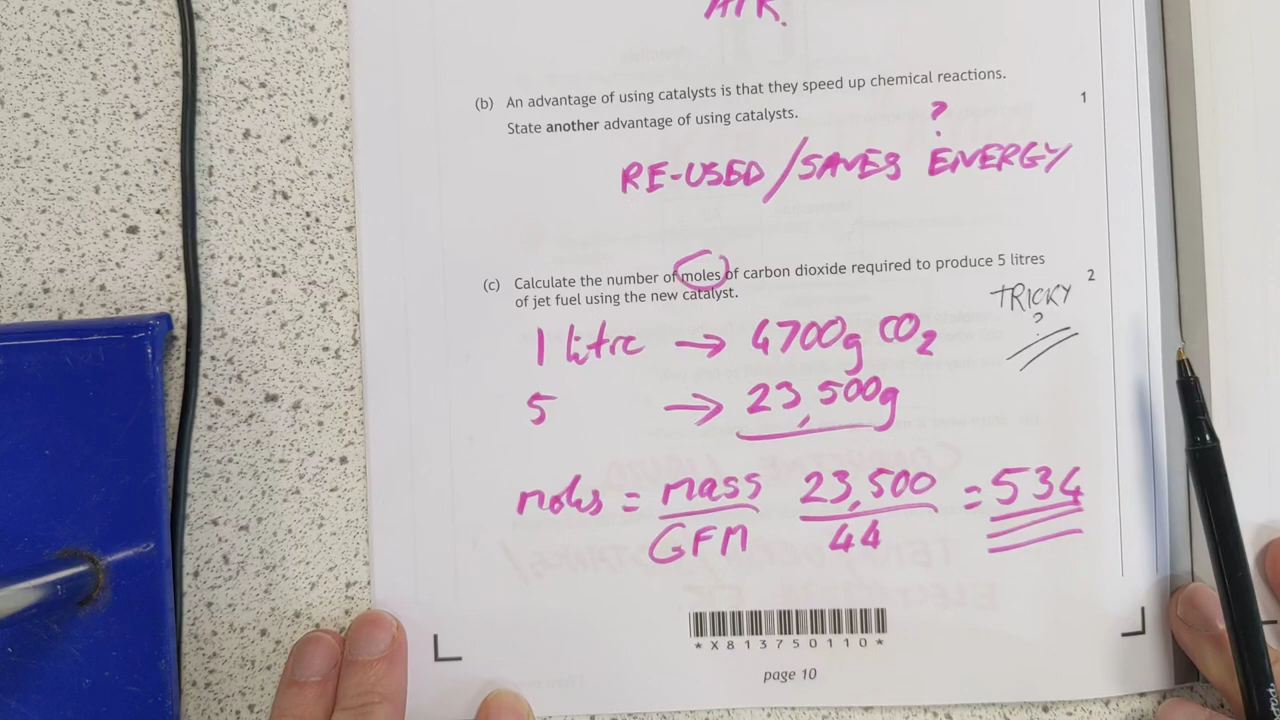 AIR.
(b) An advantage of using catalysts is that they speed up chemical reactions.
State another advantage of using catalysts.
1
?
RE-USED/SAVES ENERGY
(c) Calculate the number of moles of carbon dioxide required to produce 5 litres
of jet fuel using the new catalyst.
2
TRICKY
?
1 litre → 4700g CO2
5 → 23,500g
moles = mass 23,500 = 534
GFM 44
*X813750110*
page 10